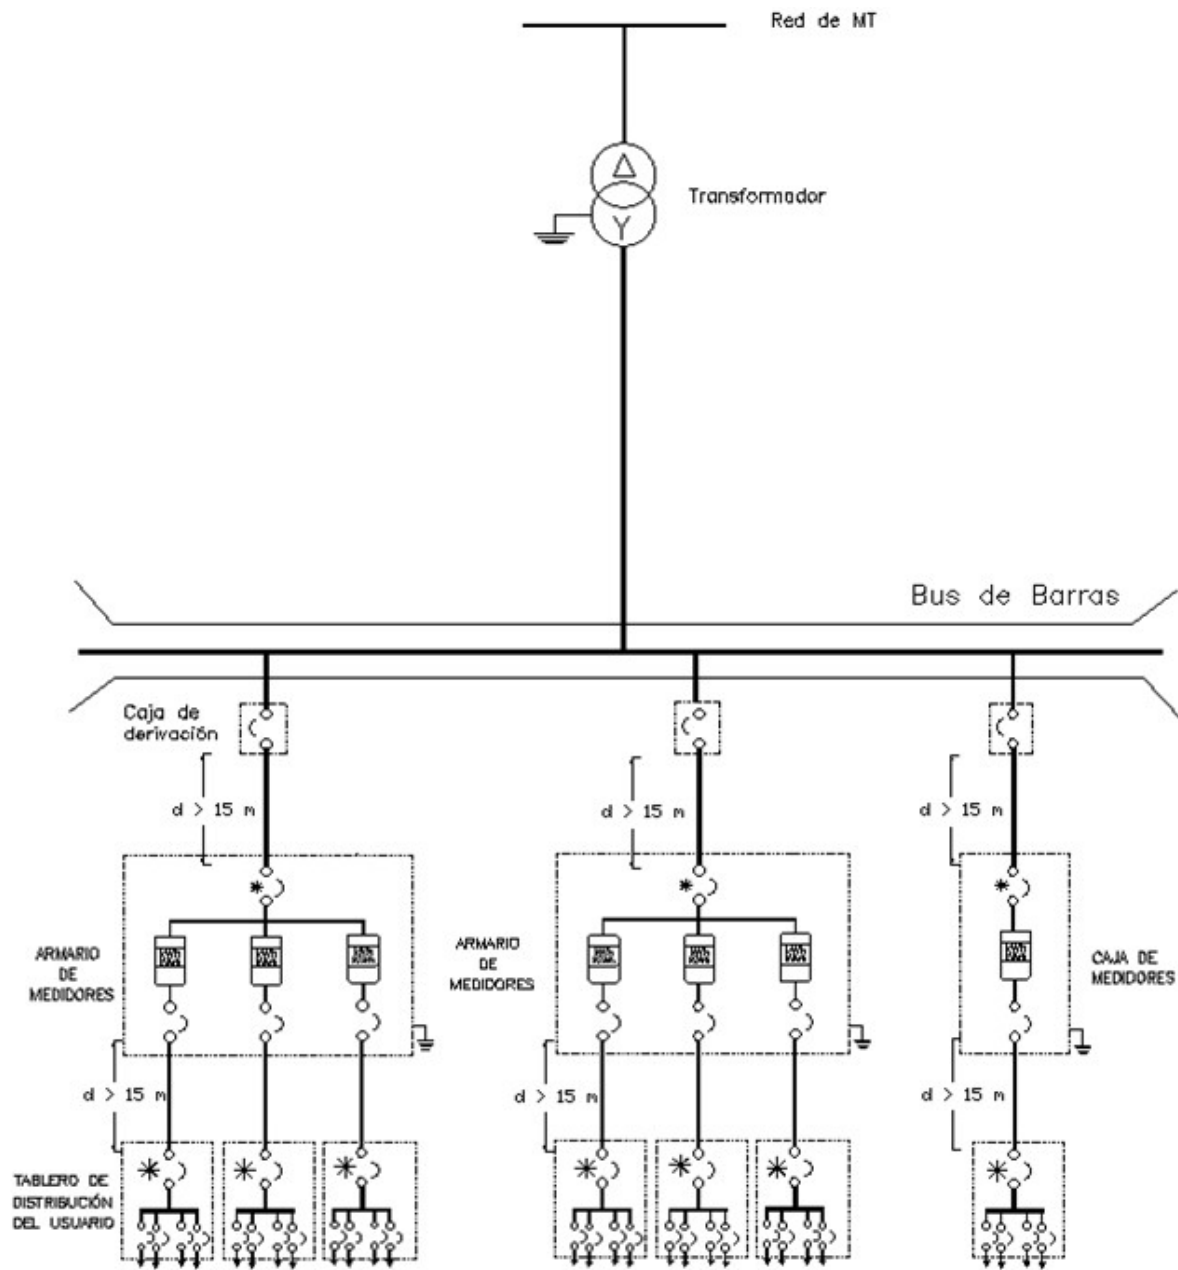 Red de MT
Δ
Transformador
Y
Bus de Barras
Caja de
derivación
d > 15 m
d > 15 m
d > 15 m
*
*
*
ARMARIO
DE
MEDIDORES
ARMARIO
DE
MEDIDORES
CAJA DE
MEDIDORES
d > 15 m
d > 15 m
d > 15 m
TABLERO DE
DISTRIBUCIÓN
DEL USUARIO
*
*
*
*
*
*
*